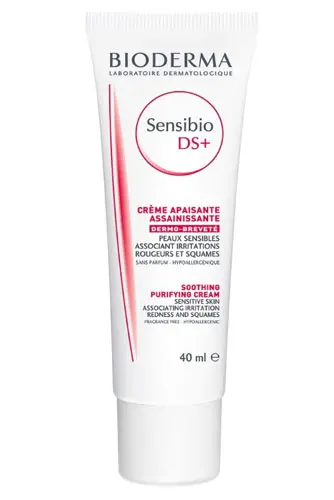 BIODERMA
LABORATOIRE DERMATOLOGIQUE
Sensibio
DS+
CRÈME APAISANTE
ASSAINISSANTE
DERMO-BREVETÉ
PEAUX SENSIBLES
ASSOCIANT IRRITATIONS
ROUGEURS ET SQUAMES
SANS PARFUM - HYPOALLERGÉNIQUE
SOOTHING
PURIFYING CREAM
SENSITIVE SKIN
ASSOCIATING IRRITATION
REDNESS AND SQUAMES
FRAGRANCE FREE - HYPOALLERGENIC
40 ml e